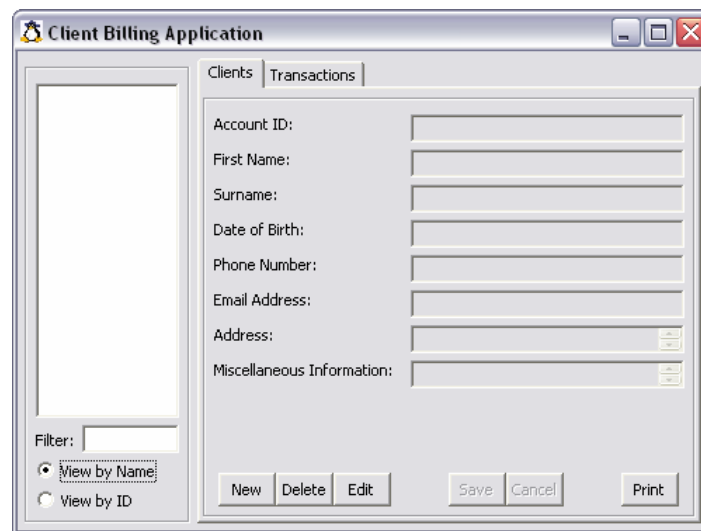 Client Billing Application
Clients
Transactions
Account ID:
First Name:
Surname:
Date of Birth:
Phone Number:
Email Address:
Address:
Miscellaneous Information:
Filter:
View by Name
View by ID
New
Delete
Edit
Save
Cancel
Print